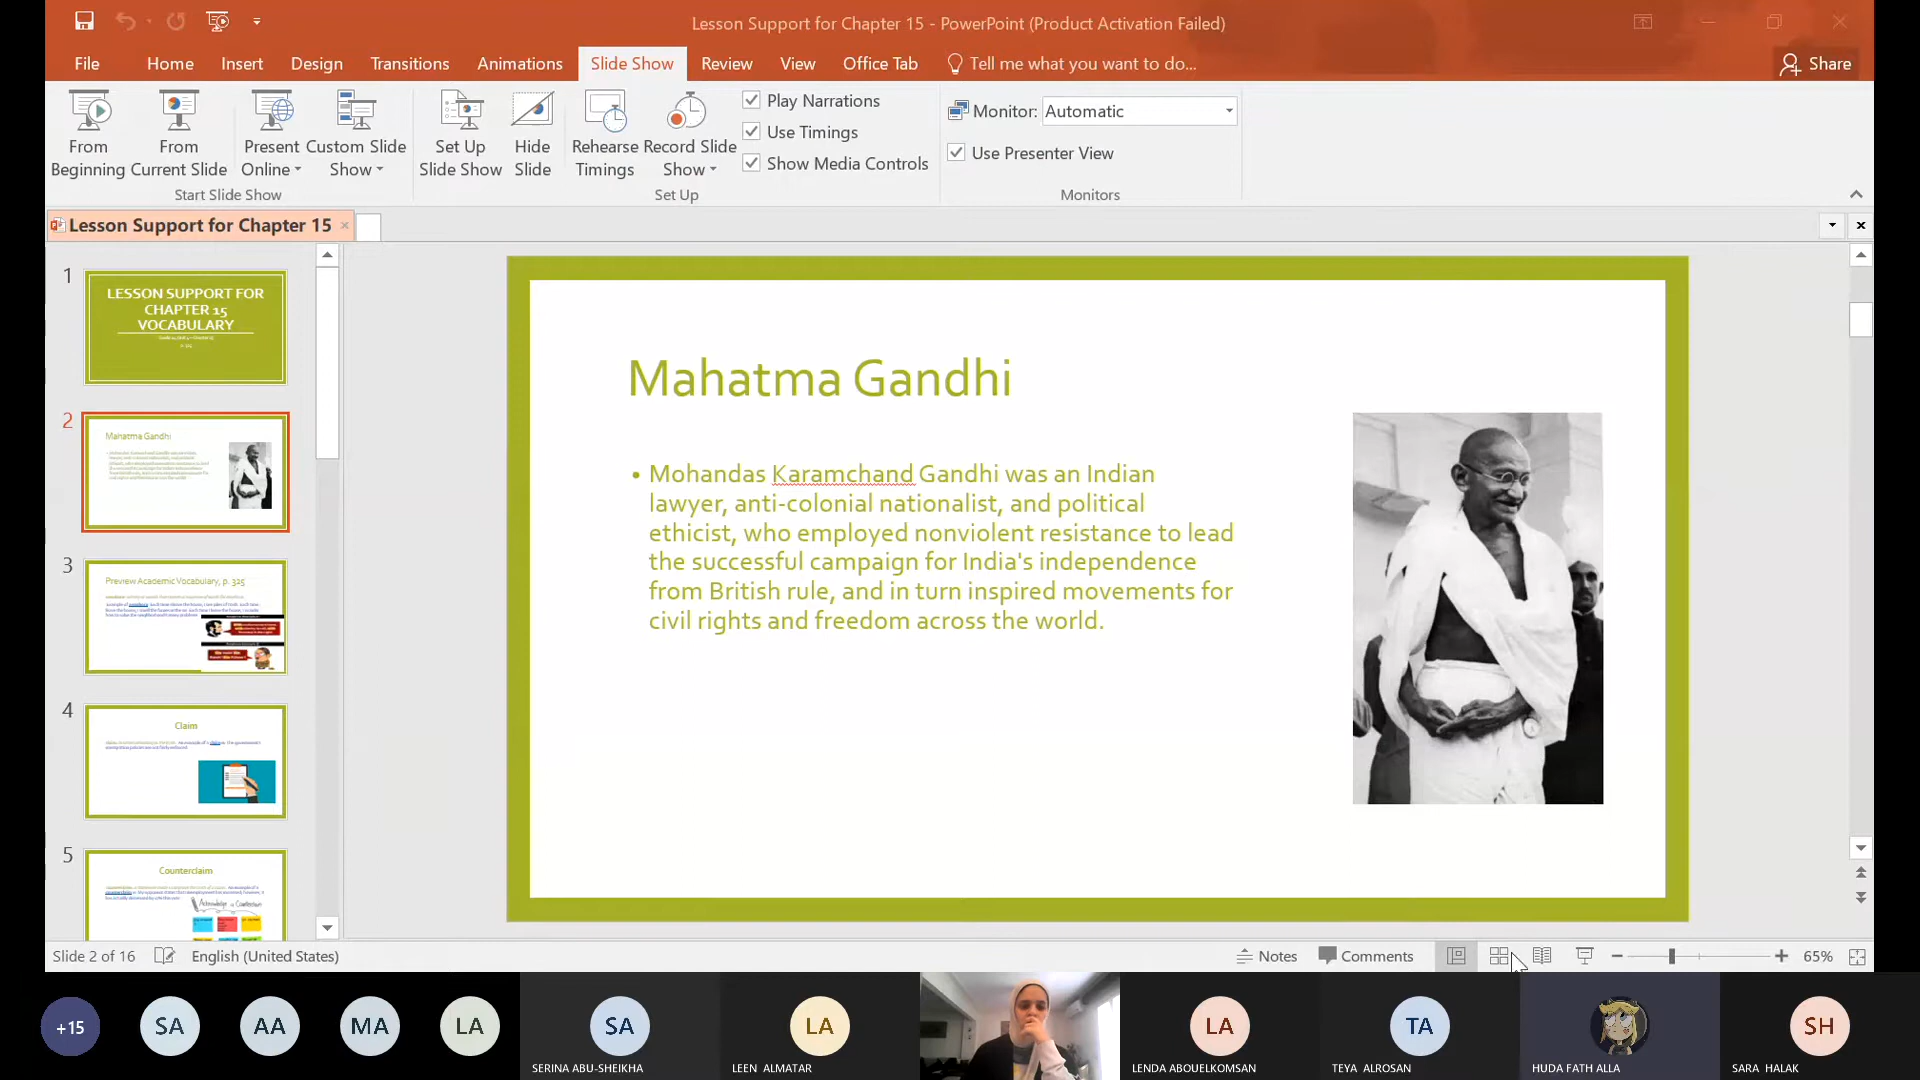 Lesson Support for Chapter 15 - PowerPoint (Product Activation Failed)
File Home Insert Design Transitions Animations Slide Show Review View Office Tab Tell me what you want to do... Share
From Beginning
From Current Slide
Present Online
Custom Slide Show
Set Up Slide Show
Hide Slide
Rehearse Timings
Record Slide Show
Play Narrations
Use Timings
Show Media Controls
Monitor: Automatic
Use Presenter View
Start Slide Show
Set Up
Monitors
Lesson Support for Chapter 15
1
LESSON SUPPORT FOR
CHAPTER 15
VOCABULARY
2
Mahatma Gandhi
3
Preview Academic Vocabulary, p. 325
4
Claim
5
Counterclaim
Mahatma Gandhi
• Mohandas Karamchand Gandhi was an Indian
lawyer, anti-colonial nationalist, and political
ethicist, who employed nonviolent resistance to lead
the successful campaign for India's independence
from British rule, and in turn inspired movements for
civil rights and freedom across the world.
Slide 2 of 16 English (United States) Notes Comments 65%
+15 SA AA MA LA SA LA LA TA SH
SERINA ABU-SHEIKHA LEEN ALMATAR LENDA ABOUELKOMSAN TEYA ALROSAN HUDA FATH ALLA SARA HALAK